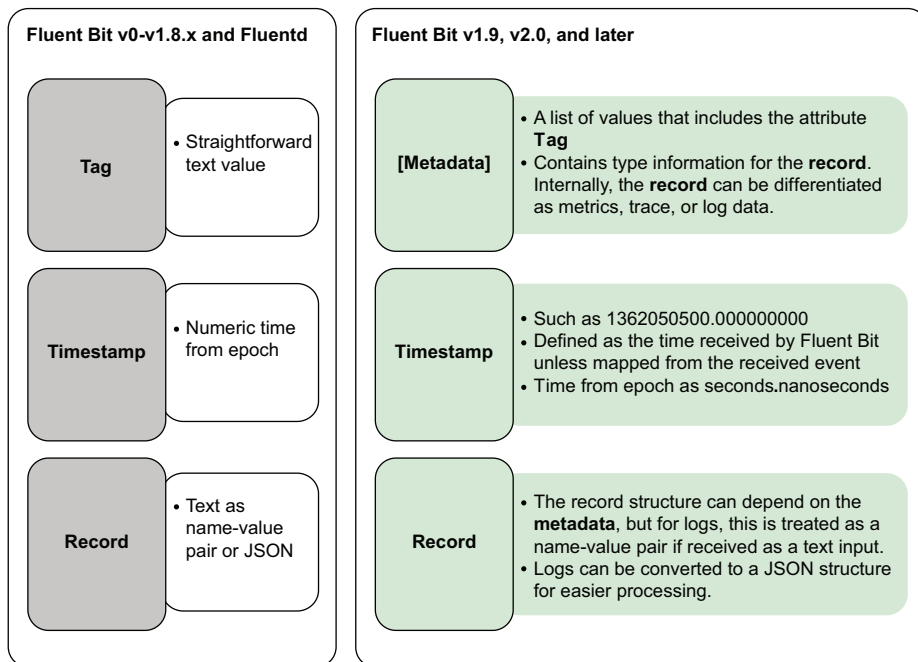 Fluent Bit v0-v1.8.x and Fluentd
Tag
• Straightforward
text value
Timestamp
• Numeric time
from epoch
Record
• Text as
name-value
pair or JSON
Fluent Bit v1.9, v2.0, and later
[Metadata]
• A list of values that includes the attribute
Tag
• Contains type information for the record.
Internally, the record can be differentiated
as metrics, trace, or log data.
Timestamp
• Such as 1362050500.000000000
• Defined as the time received by Fluent Bit
unless mapped from the received event
• Time from epoch as seconds.nanoseconds
Record
• The record structure can depend on the
metadata, but for logs, this is treated as a
name-value pair if received as a text input.
• Logs can be converted to a JSON structure
for easier processing.